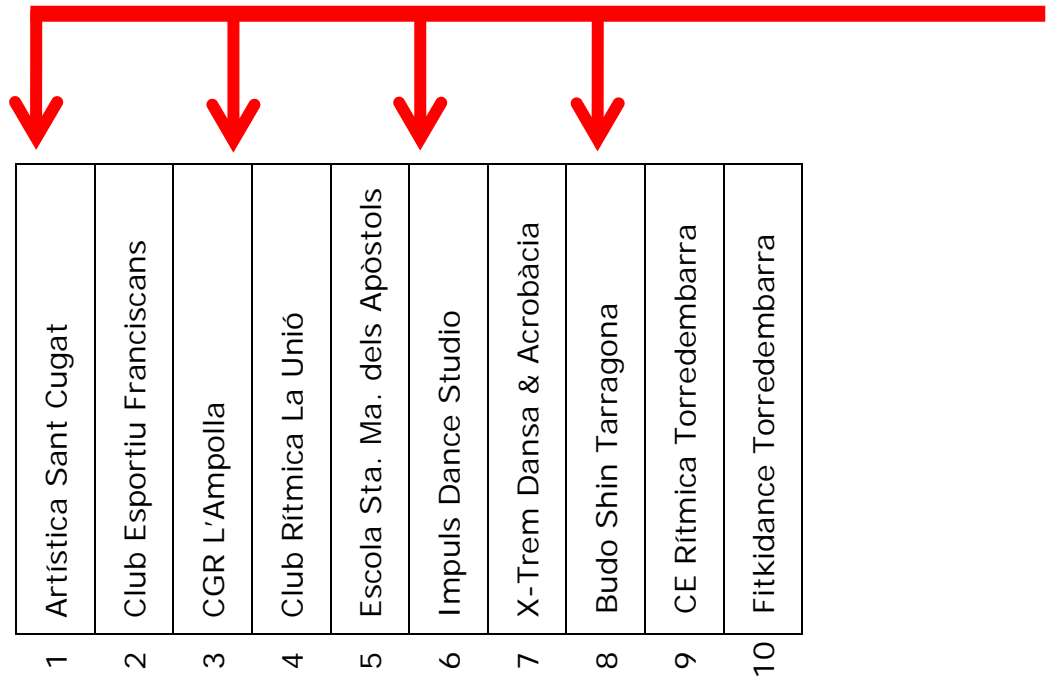 Artística Sant Cugat
Club Esportiu Franciscans
CGR L'Ampolla
Club Rítmica La Unió
Escola Sta. Ma. dels Apòstols
Impuls Dance Studio
X-Trem Dansa & Acrobàcia
Budo Shin Tarragona
CE Rítmica Torredembarra
Fitkidance Torredembarra
1
2
3
4
5
6
7
8
9
10